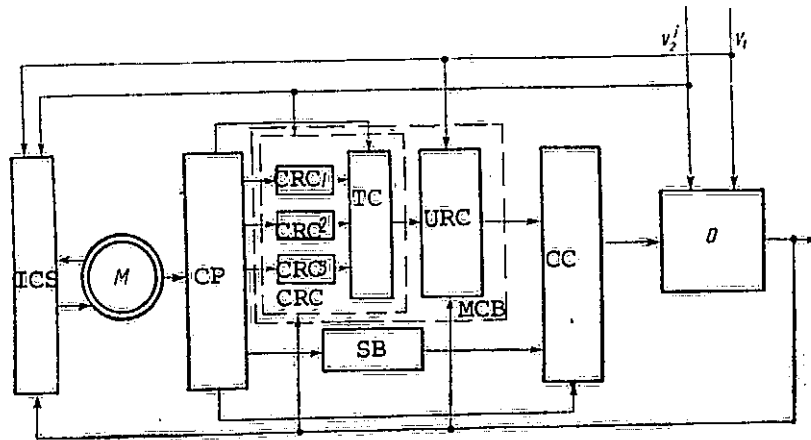 V₂ʲ V₁
CRC1
TC
URC
CRC2
CC
O
ICS
M
CP
CRC3
CRC
MCB
SB